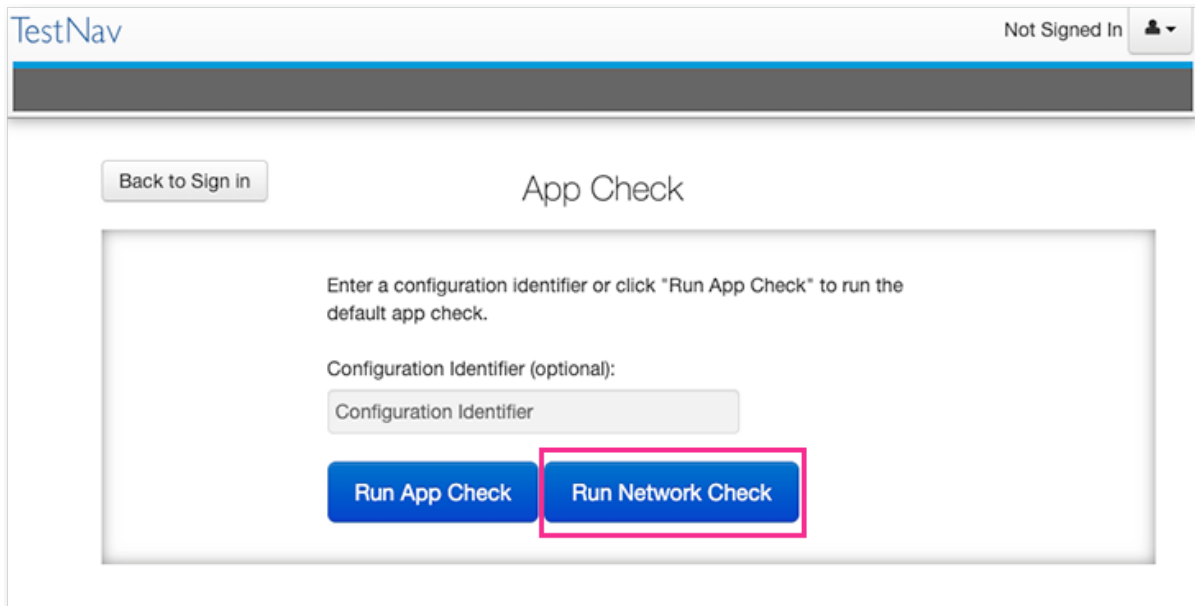 TestNav
Not Signed In
Back to Sign in
App Check
Enter a configuration identifier or click "Run App Check" to run the
default app check.
Configuration Identifier (optional):
Configuration Identifier
Run App Check
Run Network Check